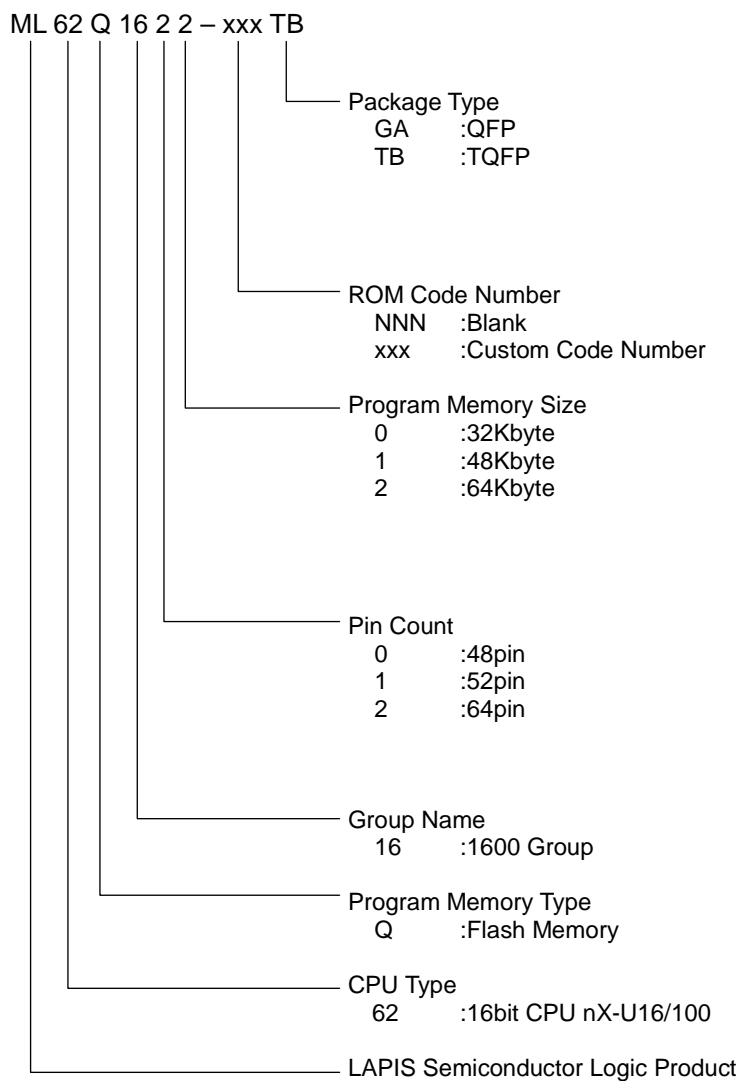 ML 62 Q 16 2 2 – xxx TB
Package Type
GA :QFP
TB :TQFP
ROM Code Number
NNN :Blank
xxx :Custom Code Number
Program Memory Size
0 :32Kbyte
1 :48Kbyte
2 :64Kbyte
Pin Count
0 :48pin
1 :52pin
2 :64pin
Group Name
16 :1600 Group
Program Memory Type
Q :Flash Memory
CPU Type
62 :16bit CPU nX-U16/100
LAPIS Semiconductor Logic Product